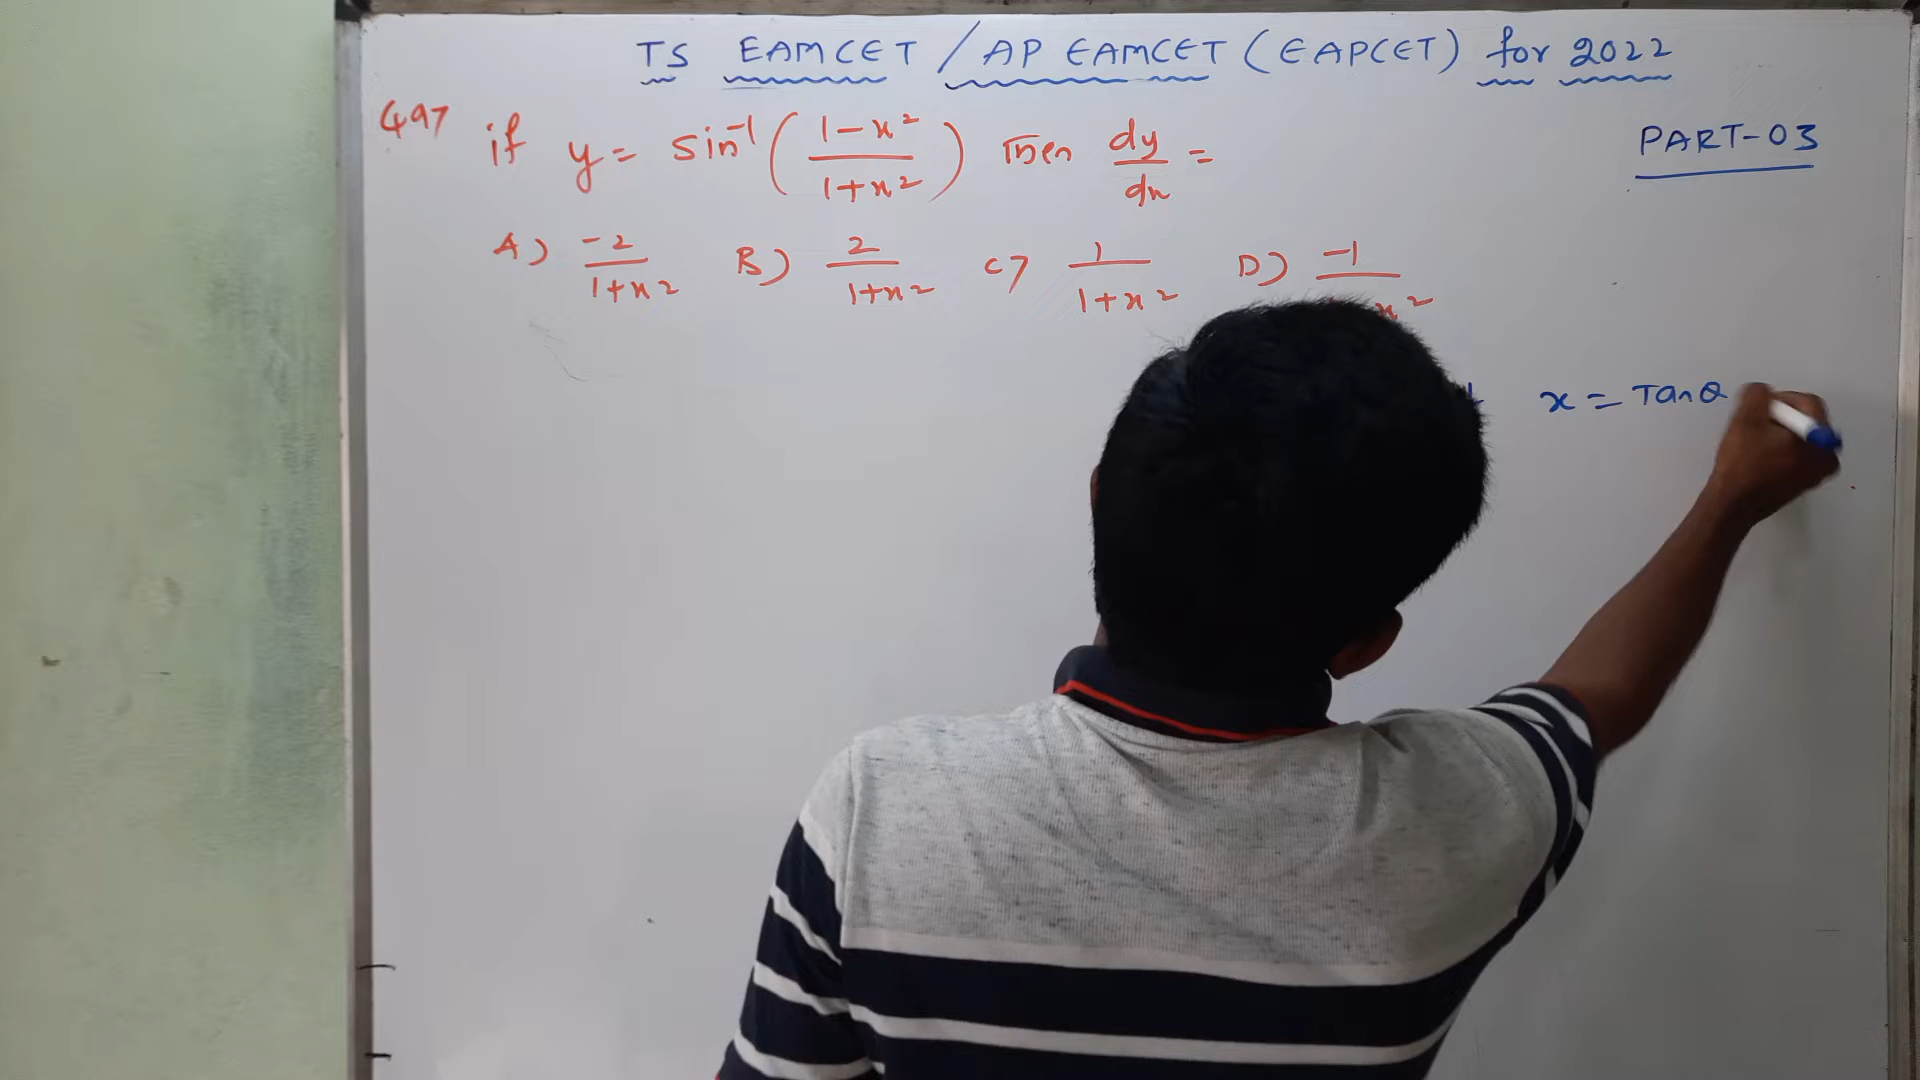 TS EAMCET / AP EAMCET (EAPCET) for 2022
PART-03
497 if y = sin⁻¹((1-x²)/(1+x²)) Then dy/dx =
A) -2/(1+x²) B) 2/(1+x²) C) 1/(1+x²) D) -1/ x²
x = Tanθ